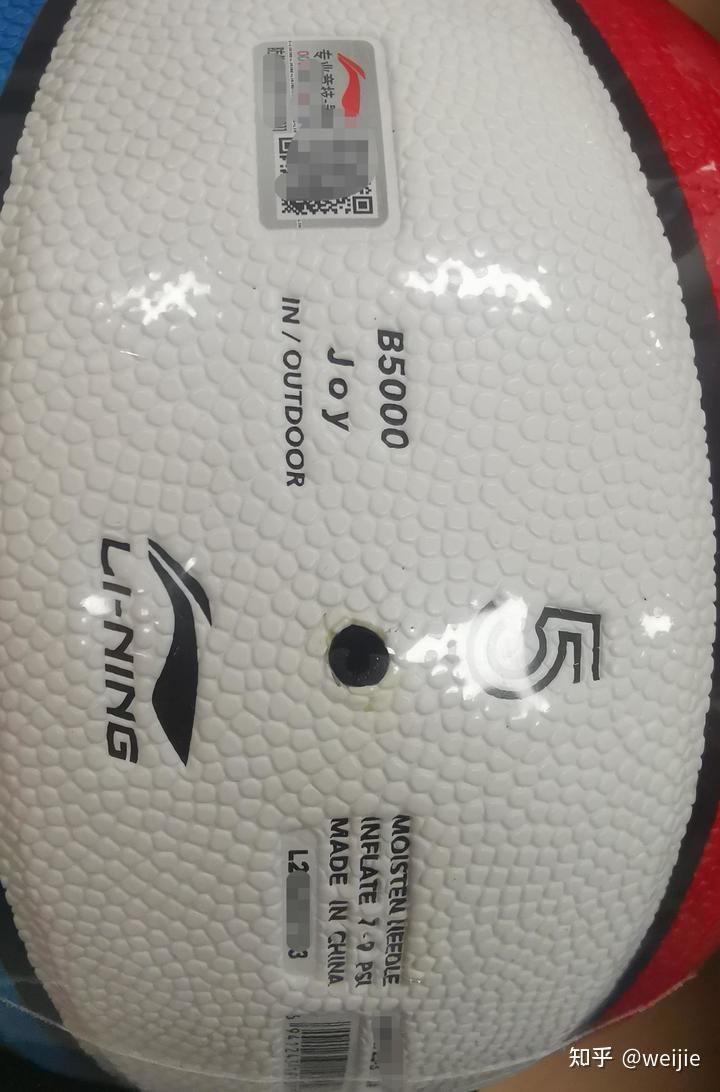 B5000
Joy
IN / OUTDOOR
LI-NING
5
MOISTEN NEEDLE
INFLATE 7-9 PSI
MADE IN CHINA
知乎 @weijie